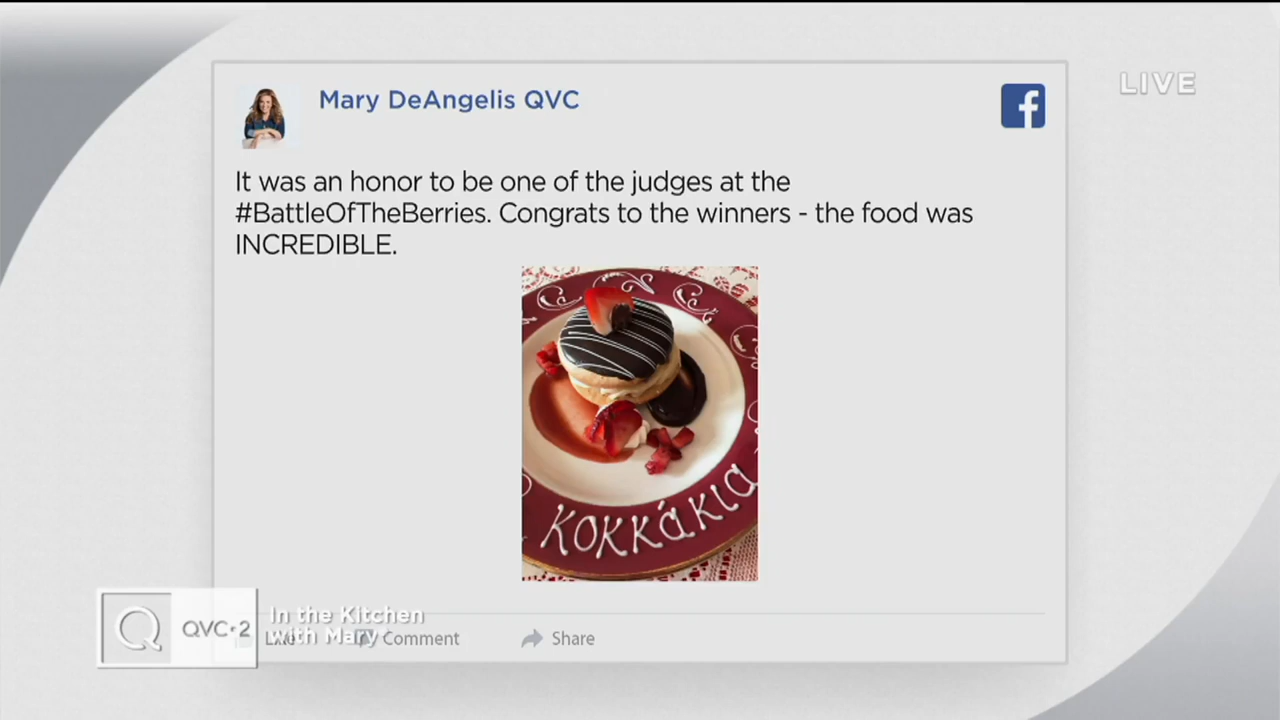 LIVE
Mary DeAngelis QVC
It was an honor to be one of the judges at the
#BattleOfTheBerries. Congrats to the winners - the food was
INCREDIBLE.
κοκκάκια
Q QVC•2
In the Kitchen
with Mary
Like Comment Share